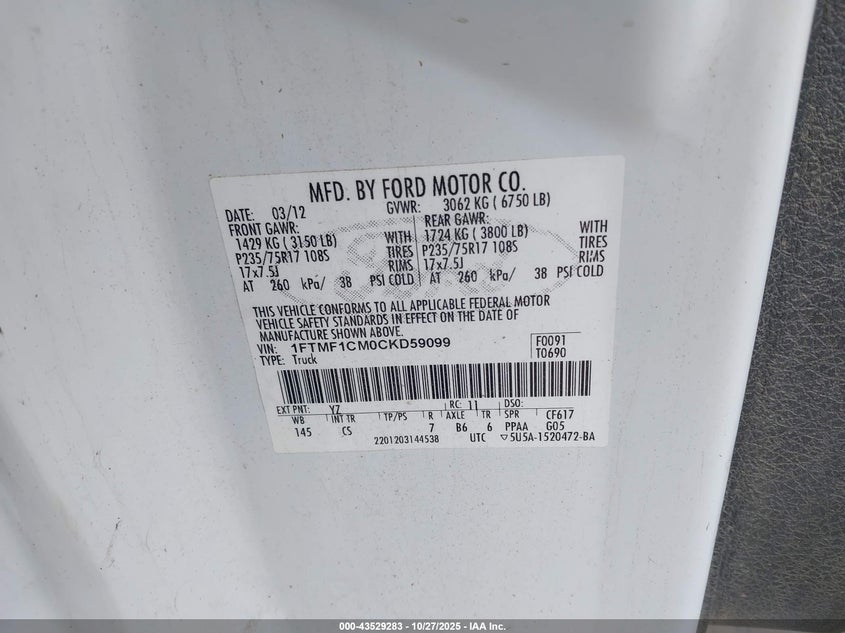 MFD. BY FORD MOTOR CO.
DATE: 03/12 GVWR: 3062 KG ( 6750 LB)
FRONT GAWR: REAR GAWR:
1429 KG ( 3150 LB) WITH 1724 KG ( 3800 LB) WITH
P235/75R17 108S TIRES P235/75R17 108S TIRES
17x7.5J RIMS 17x7.5J RIMS
AT 260 kPa/ 38 PSI COLD AT 260 kPa/ 38 PSI COLD
THIS VEHICLE CONFORMS TO ALL APPLICABLE FEDERAL MOTOR
VEHICLE SAFETY STANDARDS IN EFFECT ON THE DATE OF
MANUFACTURE SHOWN ABOVE.
VIN: 1FTMF1CM0CKD59099 F0091
TYPE: Truck T0690
EXT PNT: YZ RC: 11 DSO:
WB INT TR TP/PS R AXLE TR SPR CF617
145 CS 7 B6 6 PPAA G05
2201203144538 UTC ▽5U5A-1520472-BA
000-43529283 - 10/27/2025 - IAA Inc.